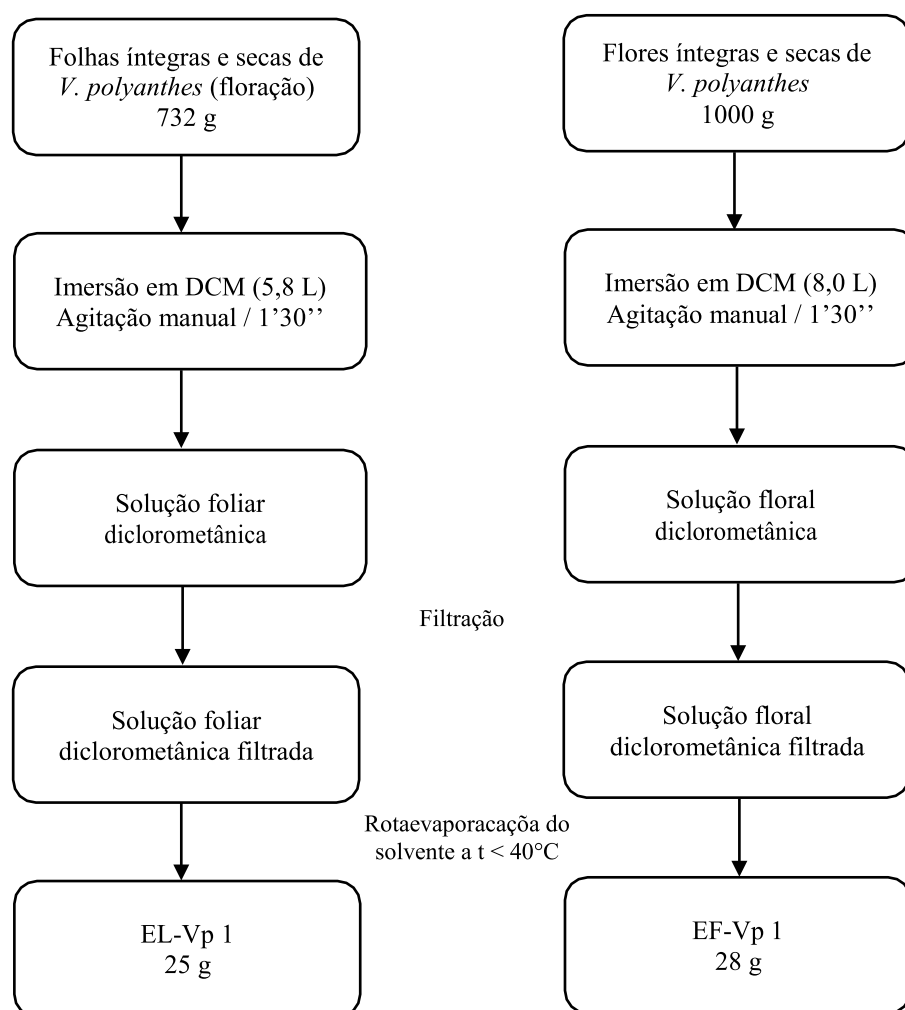 Folhas íntegras e secas de
V. polyanthes (floração)
732 g
Imersão em DCM (5,8 L)
Agitação manual / 1’30’’
Solução foliar
diclorometânica
Solução foliar
diclorometânica filtrada
EL-Vp 1
25 g
Filtração
Rotaevaporacaçõa do
solvente a t < 40°C
Flores íntegras e secas de
V. polyanthes
1000 g
Imersão em DCM (8,0 L)
Agitação manual / 1’30’’
Solução floral
diclorometânica
Solução floral
diclorometânica filtrada
EF-Vp 1
28 g